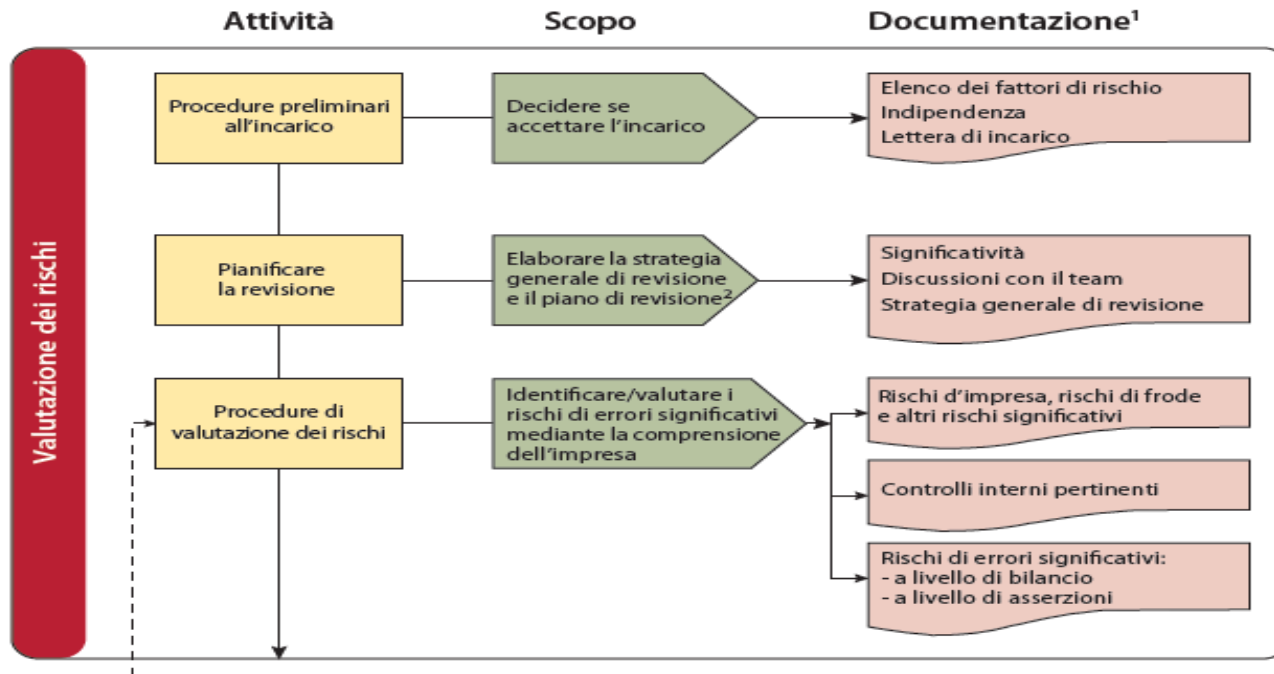 Attività
Scopo
Documentazione¹
Valutazione dei rischi
Procedure preliminari
all'incarico
Decidere se
accettare l'incarico
Elenco dei fattori di rischio
Indipendenza
Lettera di incarico
Pianificare
la revisione
Elaborare la strategia
generale di revisione
e il piano di revisione²
Significatività
Discussioni con il team
Strategia generale di revisione
Procedure di
valutazione dei rischi
Identificare/valutare i
rischi di errori significativi
mediante la comprensione
dell'impresa
Rischi d'impresa, rischi di frode
e altri rischi significativi
Controlli interni pertinenti
Rischi di errori significativi:
- a livello di bilancio
- a livello di asserzioni